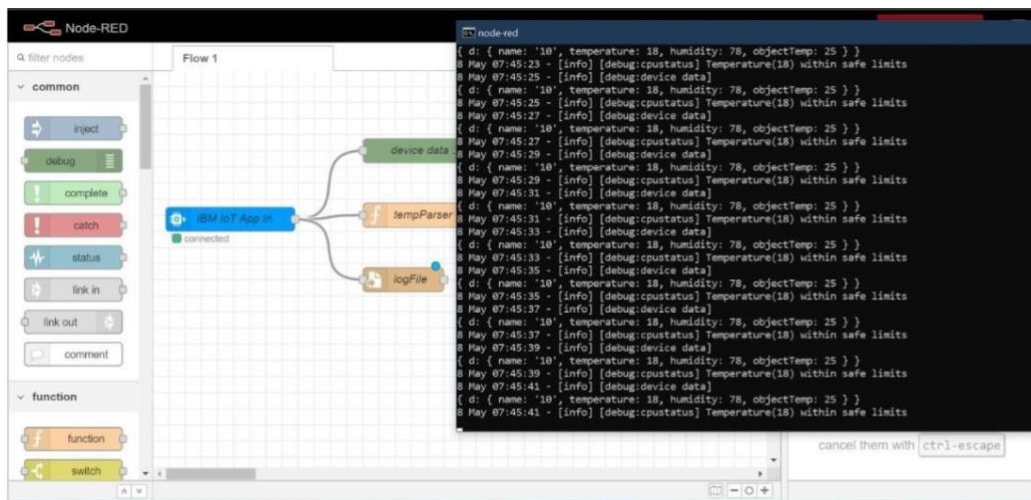 Node-RED
filter nodes
common
inject
debug
complete
catch
status
link in
link out
comment
function
function
switch
Flow 1
IBM IoT App In
connected
device data
tempParser
logFile
node-red
{ d: { name: '10', temperature: 18, humidity: 78, objectTemp: 25 } }
8 May 07:45:23 - [info] [debug:cpustatus] Temperature(18) within safe limits
8 May 07:45:25 - [info] [debug:device data]
{ d: { name: '10', temperature: 18, humidity: 78, objectTemp: 25 } }
8 May 07:45:25 - [info] [debug:cpustatus] Temperature(18) within safe limits
8 May 07:45:27 - [info] [debug:device data]
{ d: { name: '10', temperature: 18, humidity: 78, objectTemp: 25 } }
8 May 07:45:27 - [info] [debug:cpustatus] Temperature(18) within safe limits
8 May 07:45:29 - [info] [debug:device data]
{ d: { name: '10', temperature: 18, humidity: 78, objectTemp: 25 } }
8 May 07:45:29 - [info] [debug:cpustatus] Temperature(18) within safe limits
8 May 07:45:31 - [info] [debug:device data]
{ d: { name: '10', temperature: 18, humidity: 78, objectTemp: 25 } }
8 May 07:45:31 - [info] [debug:cpustatus] Temperature(18) within safe limits
8 May 07:45:33 - [info] [debug:device data]
{ d: { name: '10', temperature: 18, humidity: 78, objectTemp: 25 } }
8 May 07:45:33 - [info] [debug:cpustatus] Temperature(18) within safe limits
8 May 07:45:35 - [info] [debug:device data]
{ d: { name: '10', temperature: 18, humidity: 78, objectTemp: 25 } }
8 May 07:45:35 - [info] [debug:cpustatus] Temperature(18) within safe limits
8 May 07:45:37 - [info] [debug:device data]
{ d: { name: '10', temperature: 18, humidity: 78, objectTemp: 25 } }
8 May 07:45:37 - [info] [debug:cpustatus] Temperature(18) within safe limits
8 May 07:45:39 - [info] [debug:device data]
{ d: { name: '10', temperature: 18, humidity: 78, objectTemp: 25 } }
8 May 07:45:39 - [info] [debug:cpustatus] Temperature(18) within safe limits
8 May 07:45:41 - [info] [debug:device data]
{ d: { name: '10', temperature: 18, humidity: 78, objectTemp: 25 } }
8 May 07:45:41 - [info] [debug:cpustatus] Temperature(18) within safe limits
cancel them with ctrl-escape